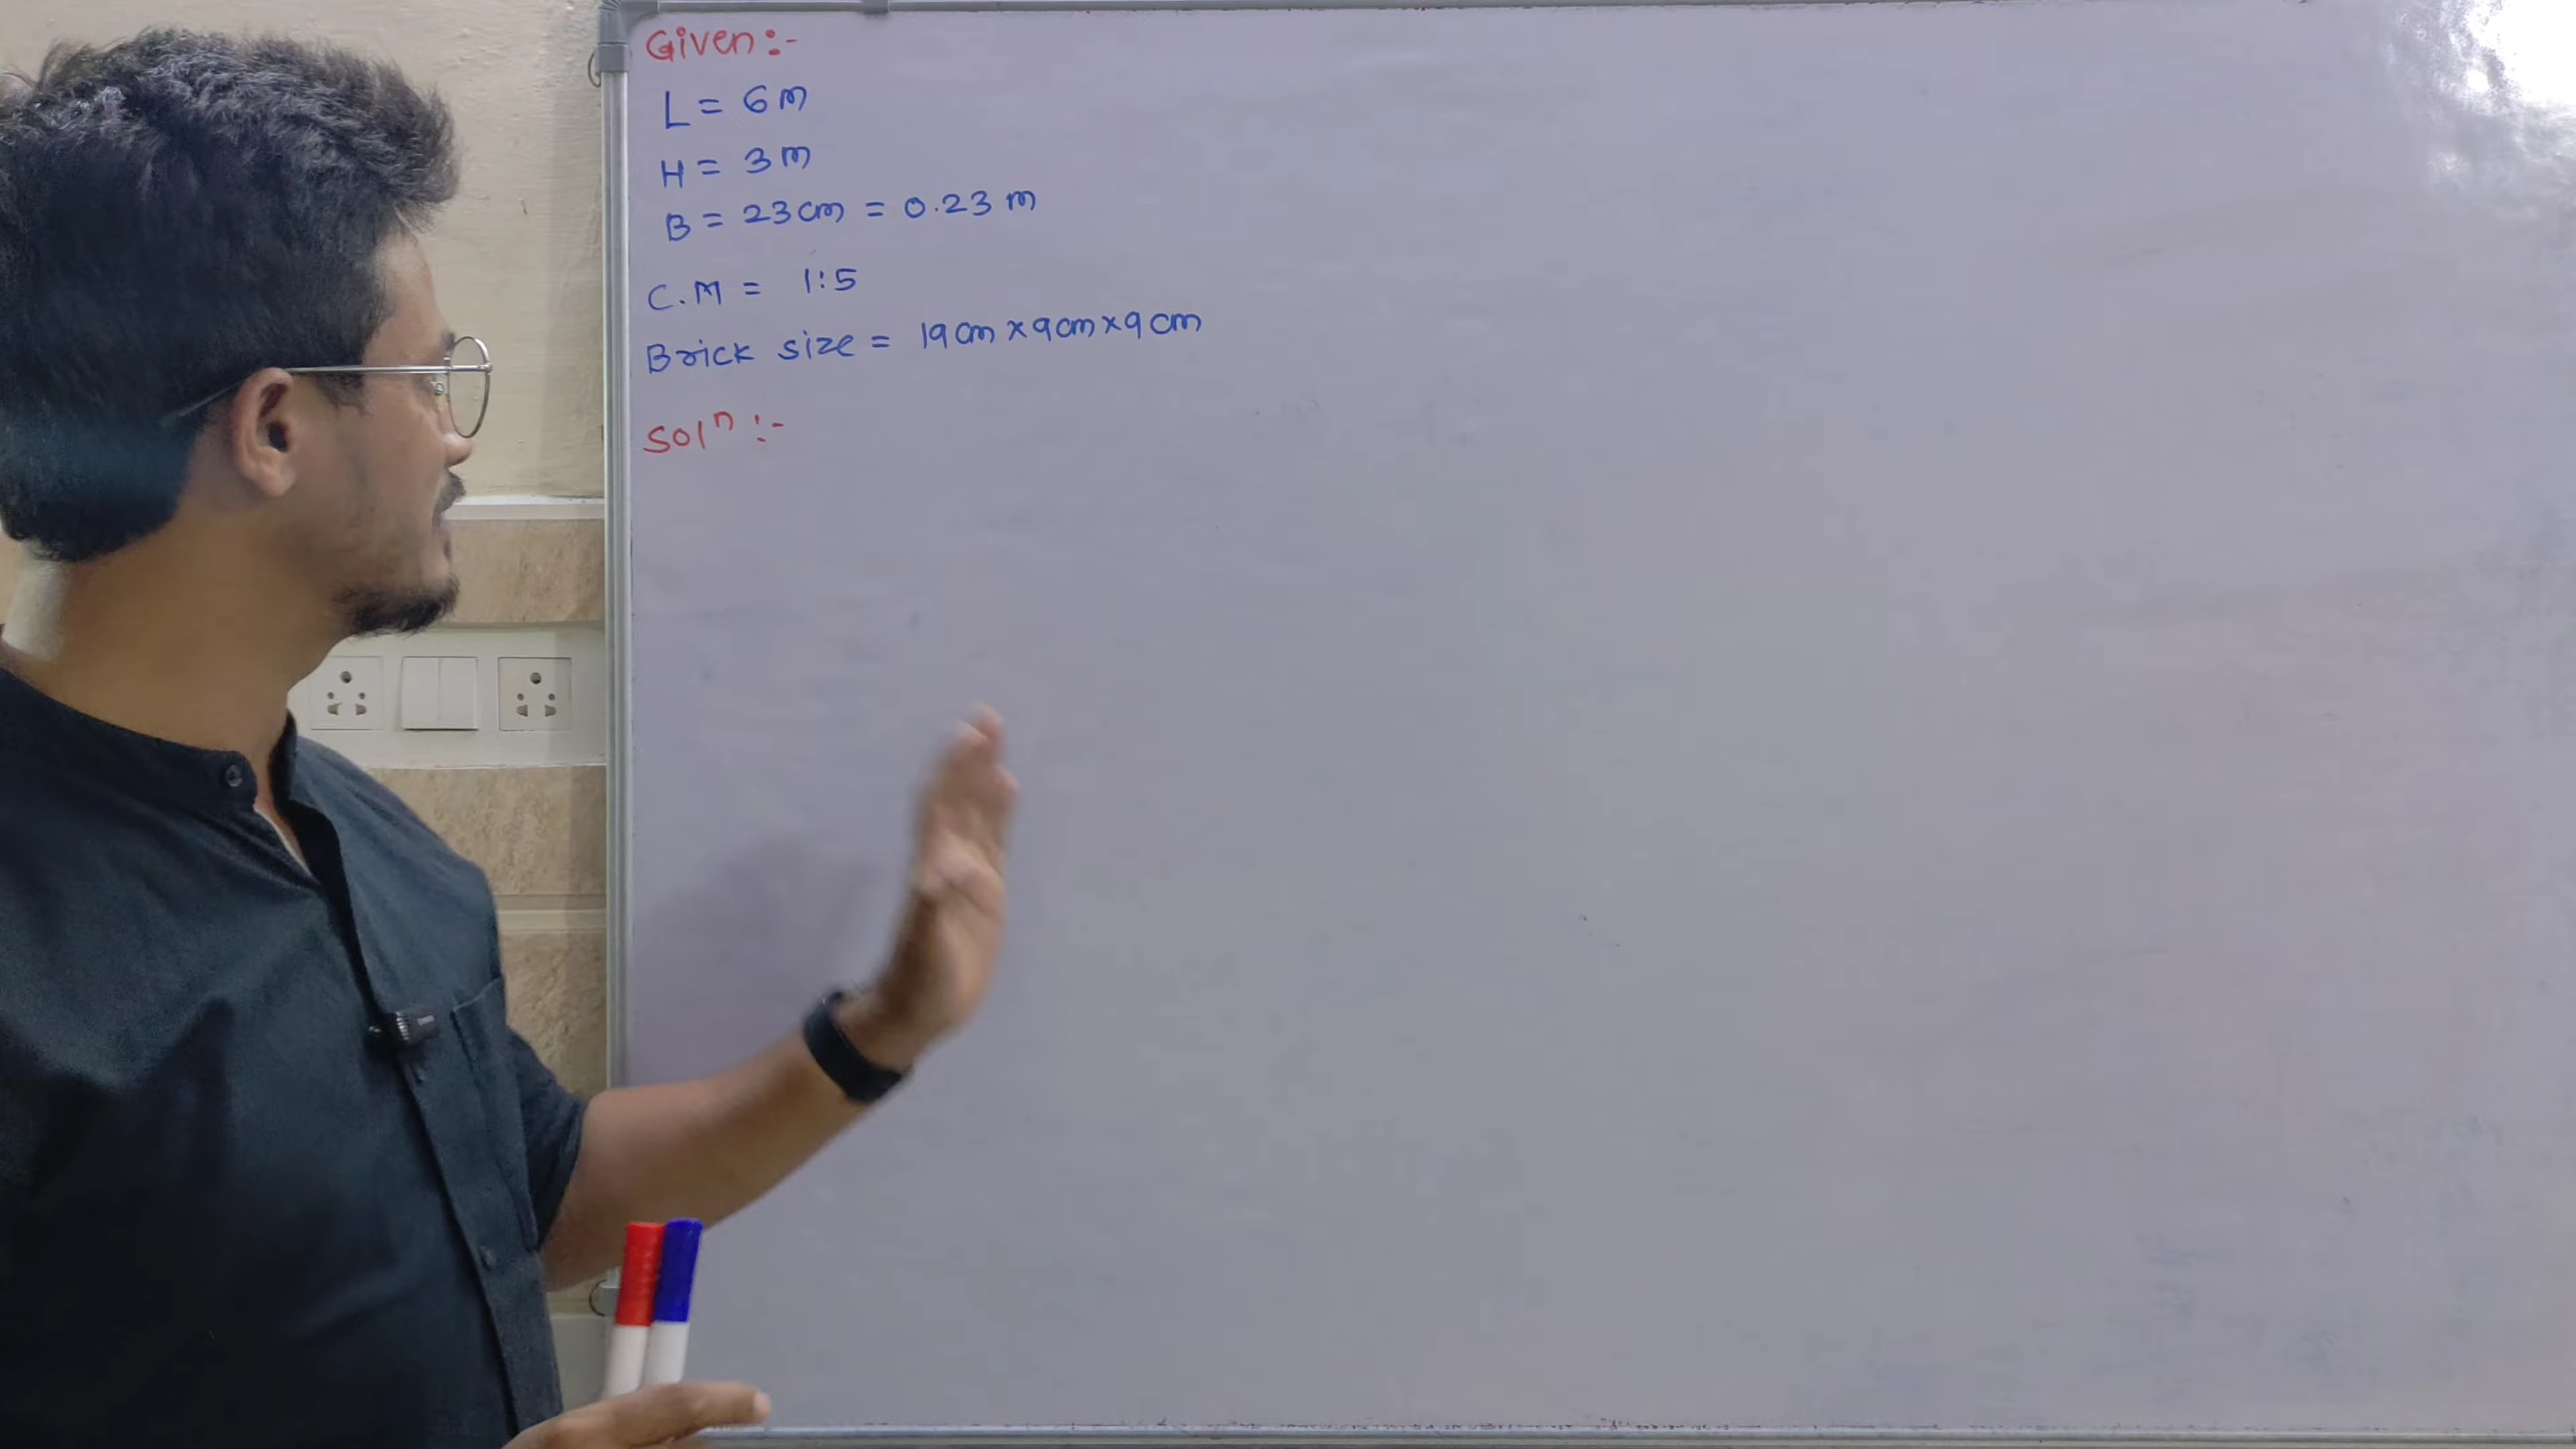 Given:-
L = 6m
H = 3m
B = 23cm = 0.23 m
C.M = 1:5
Brick size = 19cm x 9cm x 9cm
Solⁿ :-